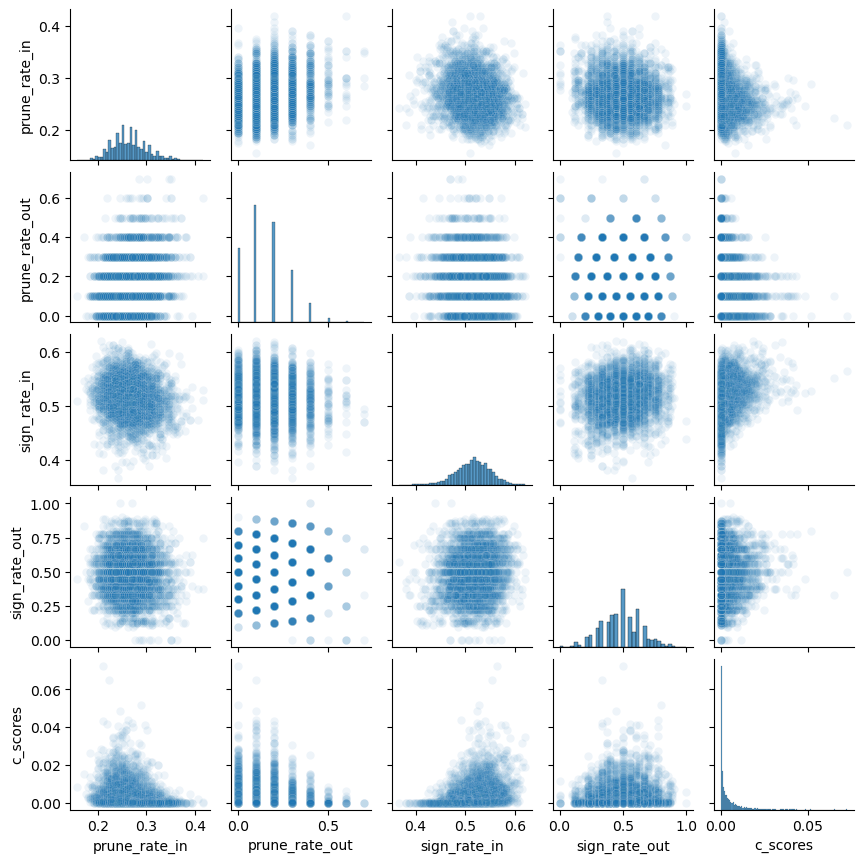 prune_rate_in
0.4
0.3
0.2
prune_rate_out
0.6
0.4
0.2
0.0
sign_rate_in
0.6
0.5
0.4
sign_rate_out
1.00
0.75
0.50
0.25
0.00
c_scores
0.06
0.04
0.02
0.00
0.2 0.3 0.4 0.0 0.5 0.4 0.5 0.6 0.0 0.5 1.0 0.00 0.05
prune_rate_in prune_rate_out sign_rate_in sign_rate_out c_scores